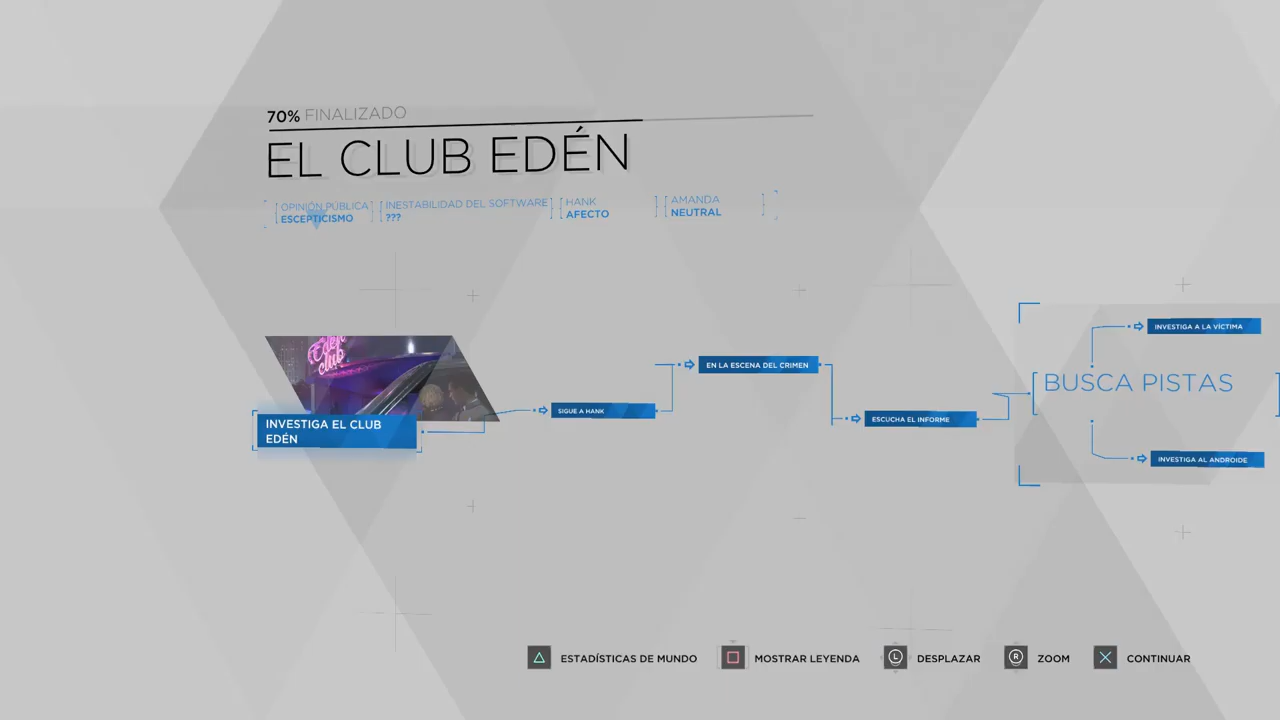 70% FINALIZADO
EL CLUB EDÉN
OPINIÓN PÚBLICA
ESCEPTICISMO
INESTABILIDAD DEL SOFTWARE
???
HANK
AFECTO
AMANDA
NEUTRAL
Eden
club
INVESTIGA EL CLUB
EDÉN
SIGUE A HANK
EN LA ESCENA DEL CRIMEN
ESCUCHA EL INFORME
BUSCA PISTAS
INVESTIGA A LA VÍCTIMA
INVESTIGA AL ANDROIDE
ESTADÍSTICAS DE MUNDO
MOSTRAR LEYENDA
L
DESPLAZAR
R
ZOOM
CONTINUAR